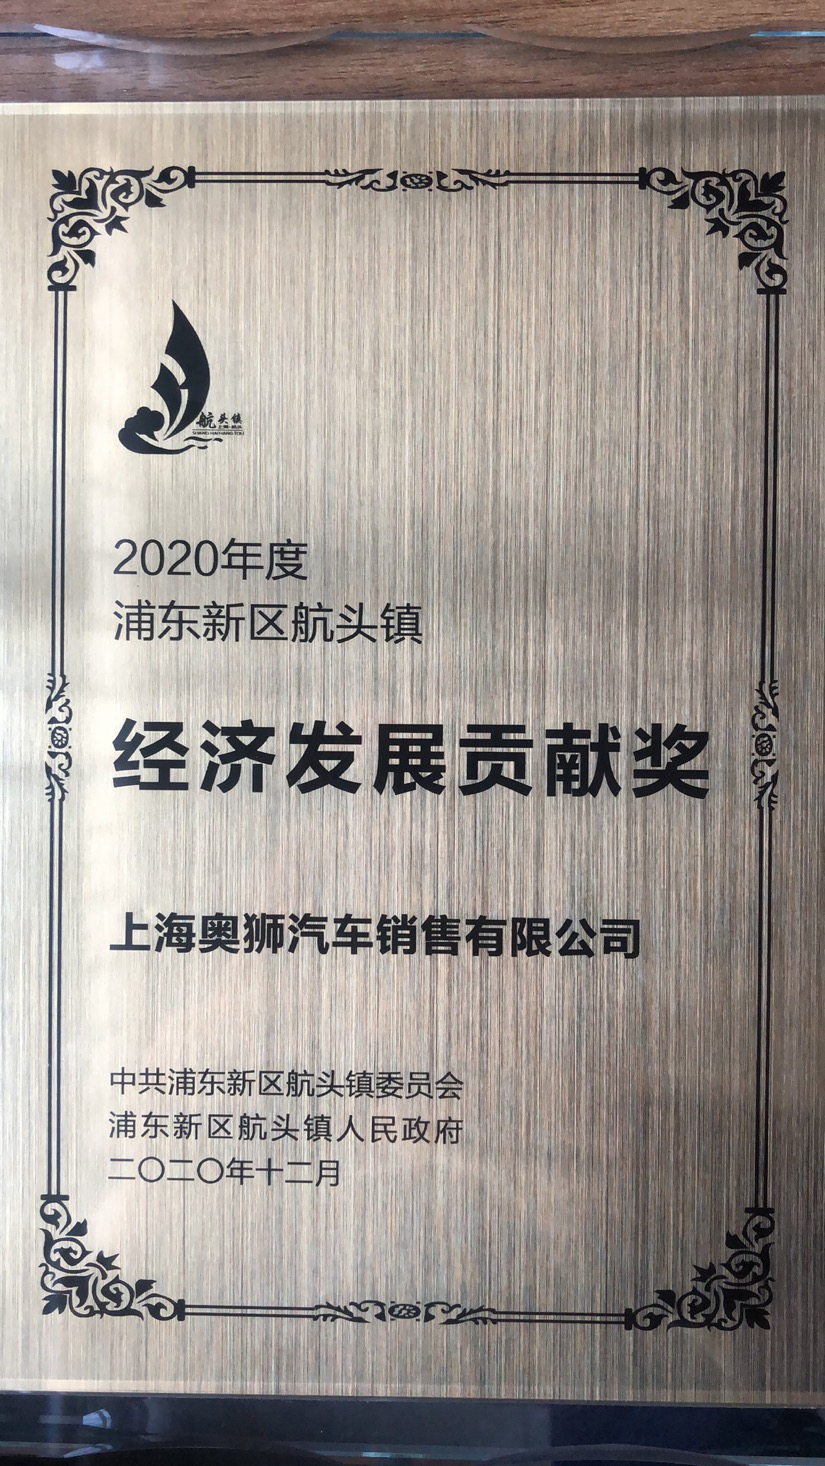 航头镇
2020年度
浦东新区航头镇
经济发展贡献奖
上海奥狮汽车销售有限公司
中共浦东新区航头镇委员会
浦东新区航头镇人民政府
二〇二〇年十二月